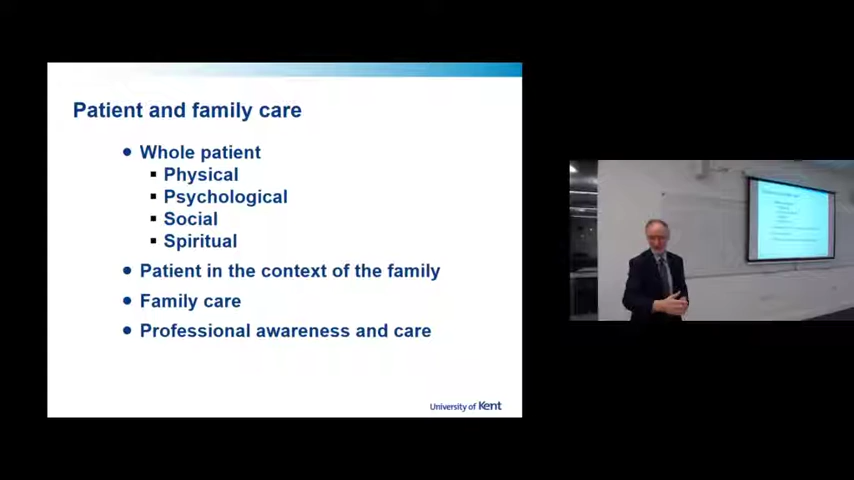 Patient and family care
• Whole patient
▪ Physical
▪ Psychological
▪ Social
▪ Spiritual
• Patient in the context of the family
• Family care
• Professional awareness and care
University of Kent